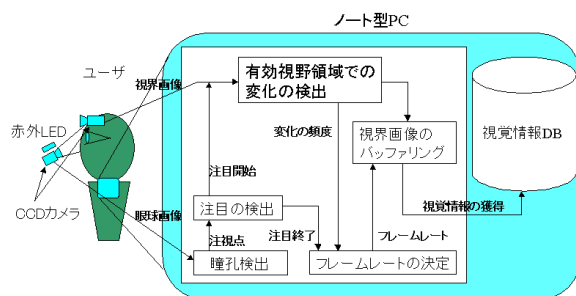 ノート型PC
ユーザ
視界画像
有効視野領域での
変化の検出
赤外LED
変化の頻度
視界画像の
バッファリング
視覚情報DB
注目開始
CCDカメラ
眼球画像
注目の検出
視覚情報の獲得
注視点
注目終了
フレームレート
瞳孔検出
フレームレートの決定